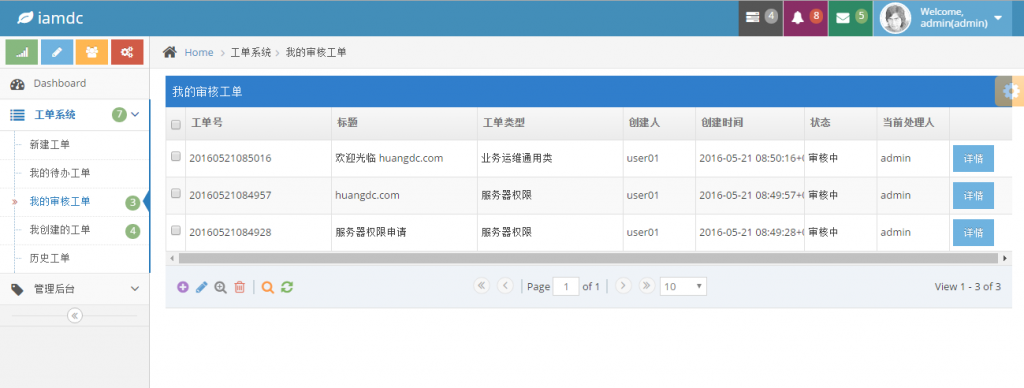 iamdc
4
8
5
Welcome,
admin(admin)
Home
工单系统
我的审核工单
Dashboard
工单系统
7
新建工单
我的待办工单
我的审核工单
3
我创建的工单
4
历史工单
管理后台
我的审核工单
工单号 标题 工单类型 创建人 创建时间 状态 当前处理人
20160521085016 欢迎光临 huangdc.com 业务运维通用类 user01 2016-05-21 08:50:16+0 审核中 admin 详情
20160521084957 huangdc.com 服务器权限 user01 2016-05-21 08:49:57+0 审核中 admin 详情
20160521084928 服务器权限申请 服务器权限 user01 2016-05-21 08:49:28+0 审核中 admin 详情
Page 1 of 1 10 View 1 - 3 of 3